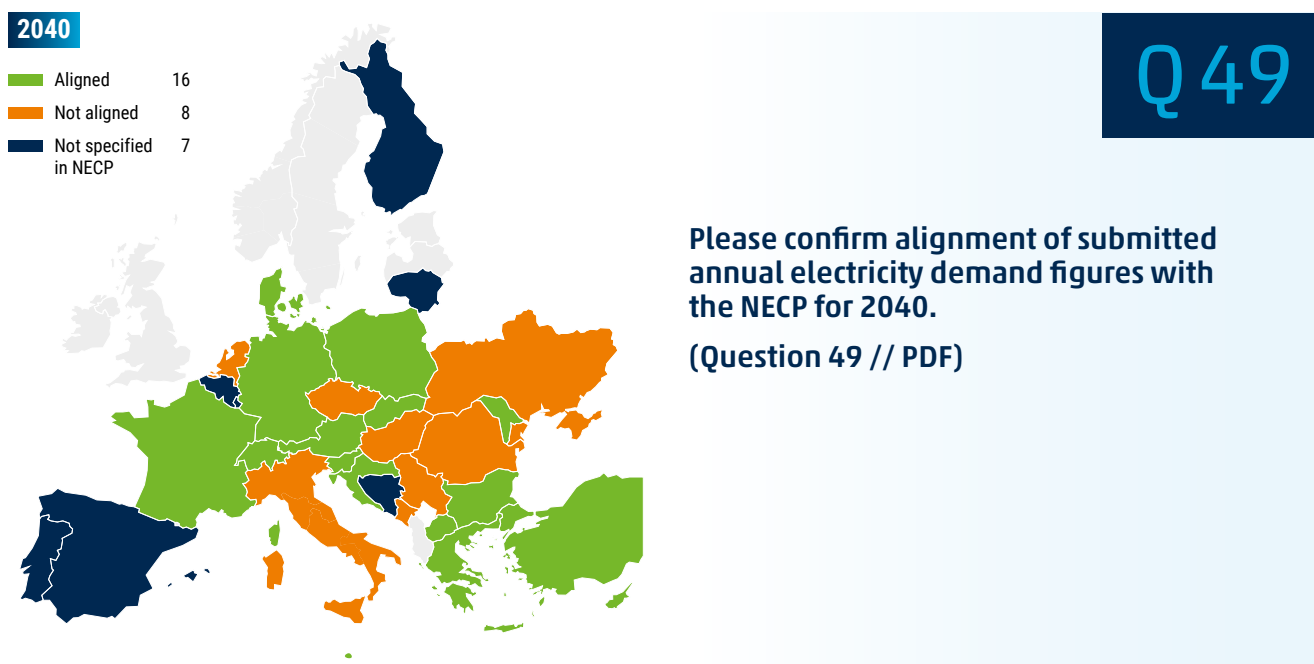 2040
Aligned 16
Not aligned 8
Not specified 7
in NECP
Q 49
Please confirm alignment of submitted
annual electricity demand figures with
the NECP for 2040.
(Question 49 // PDF)